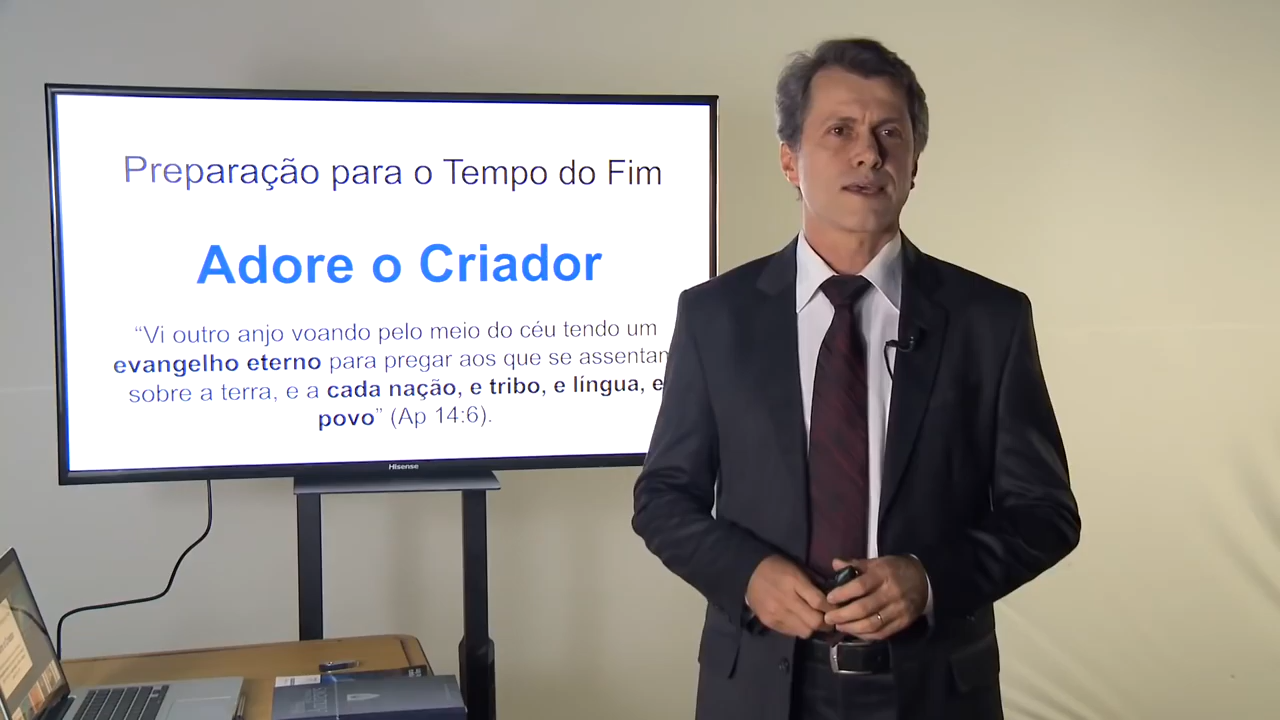 Preparação para o Tempo do Fim
Adore o Criador
“Vi outro anjo voando pelo meio do céu tendo um
evangelho eterno para pregar aos que se assentam
sobre a terra, e a cada nação, e tribo, e língua, e
povo” (Ap 14:6).
Hisense